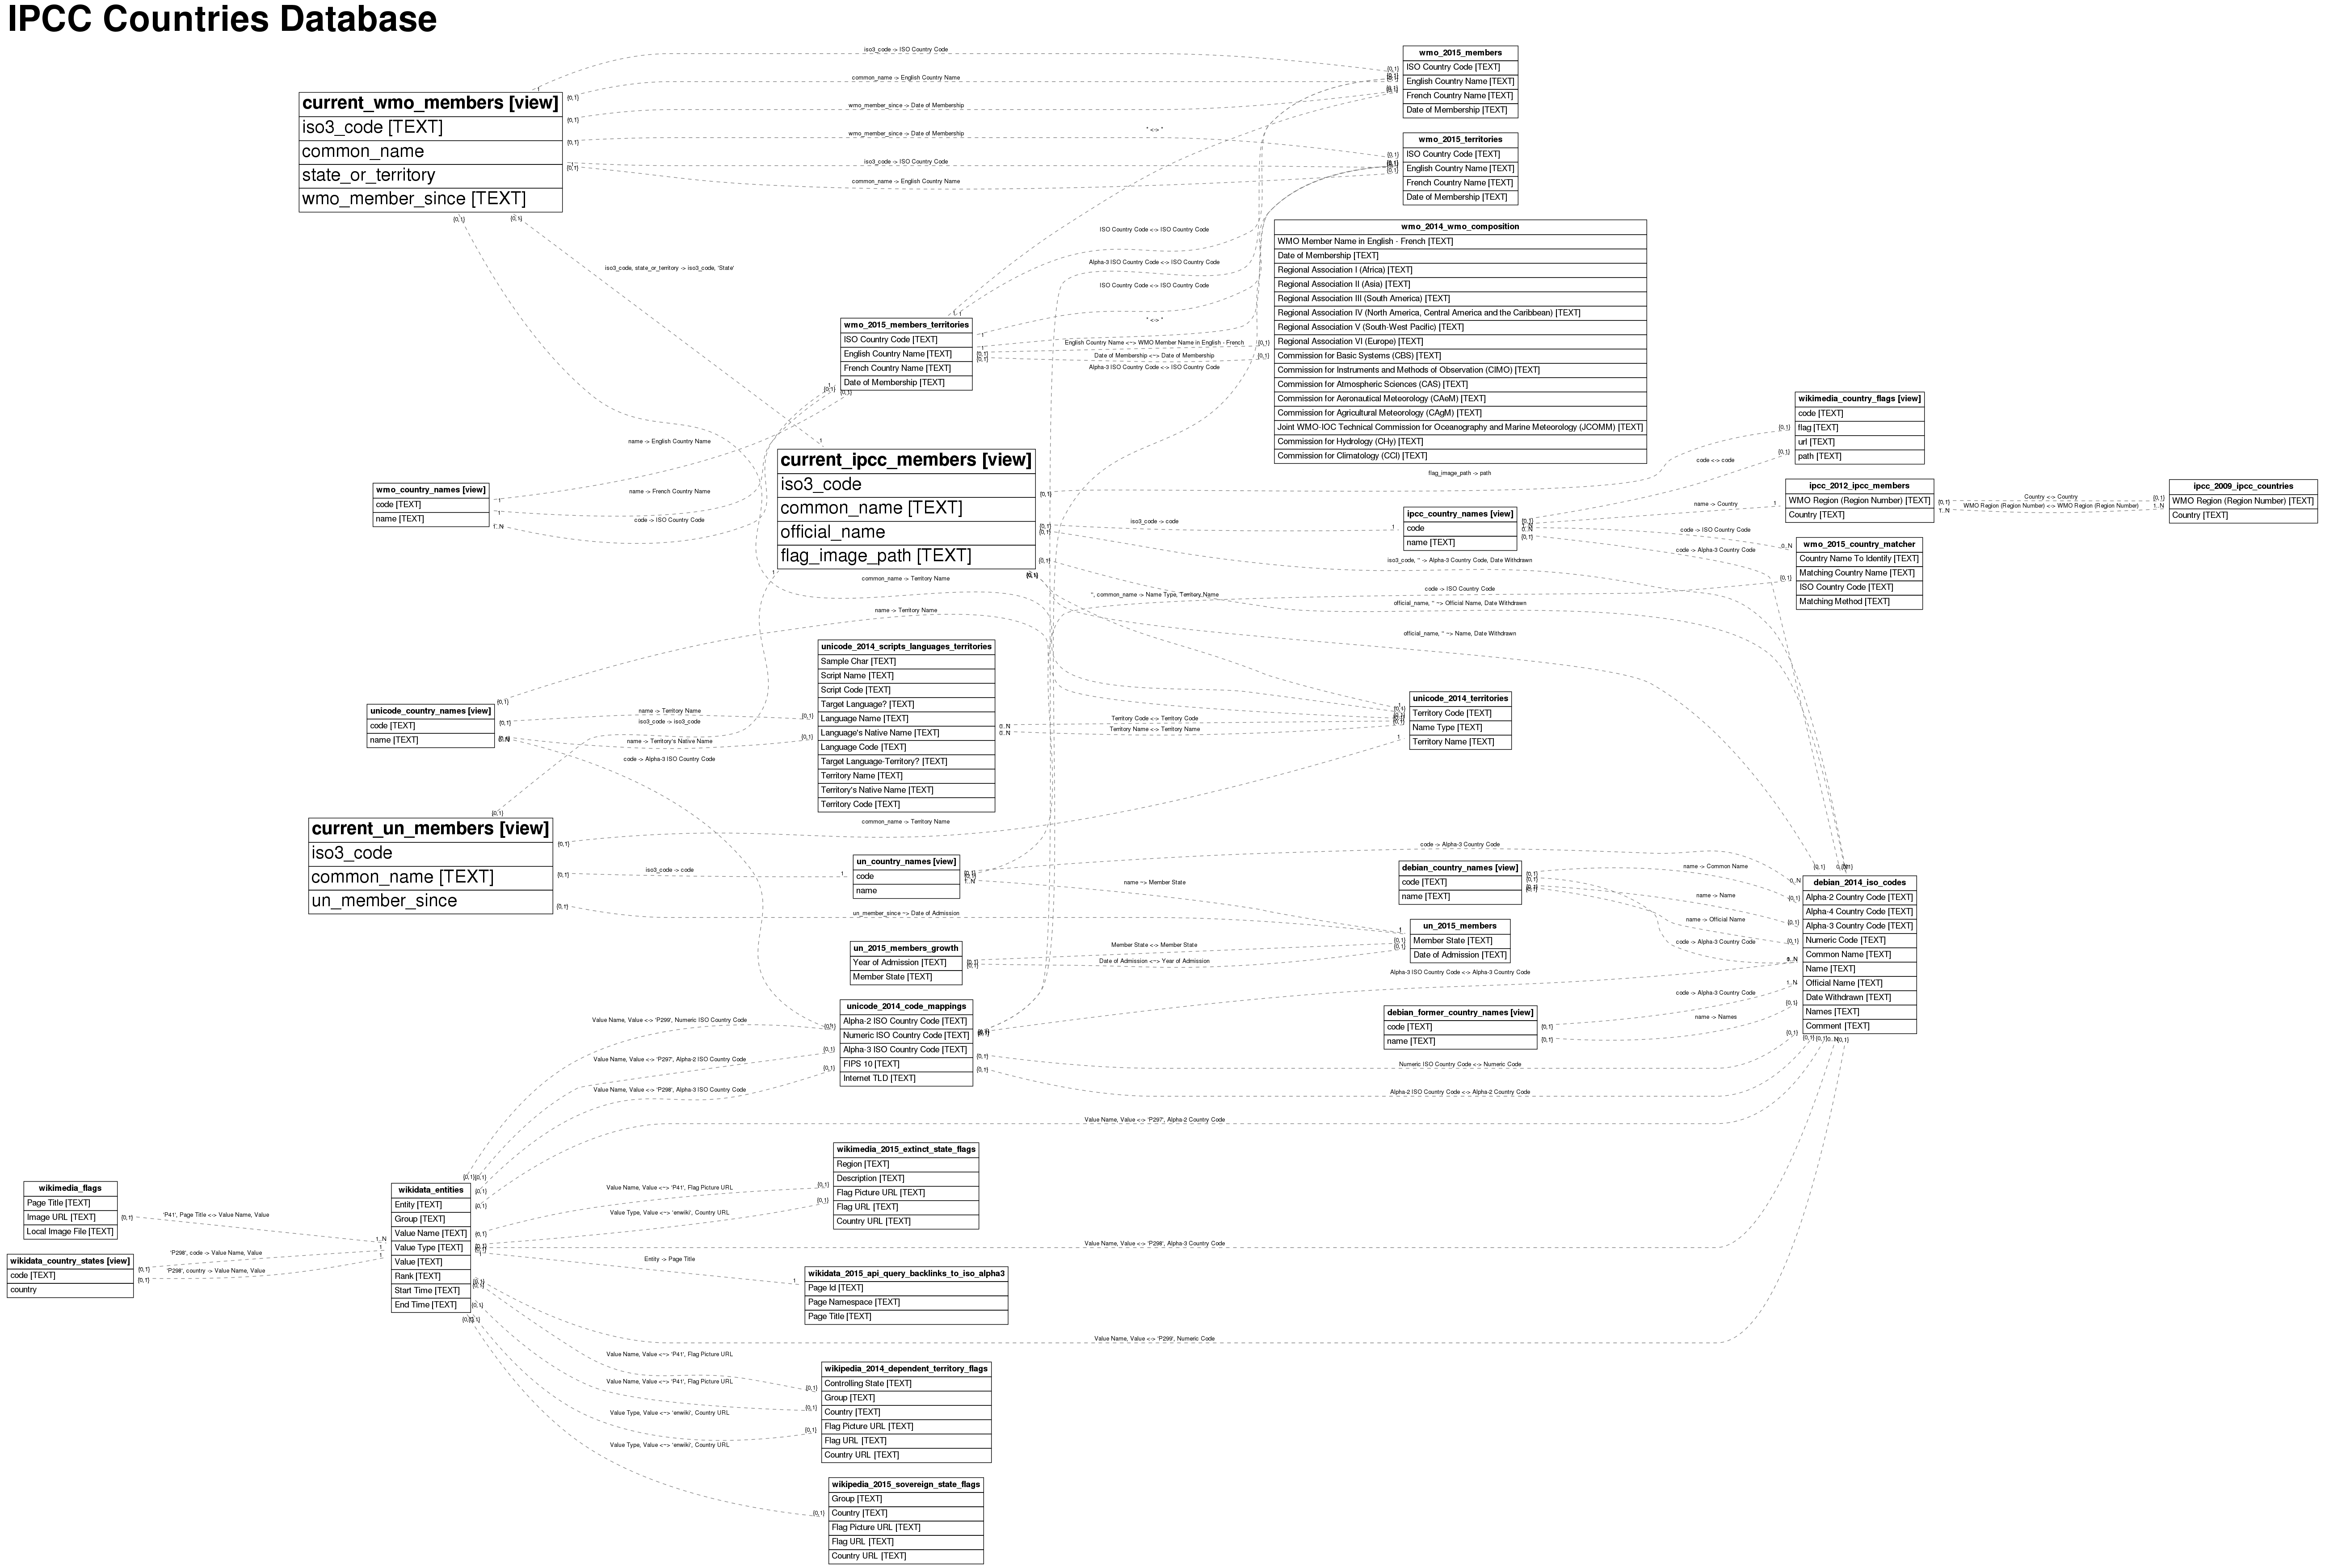 IPCC Countries Database
current_wmo_members [view]
iso3_code [TEXT]
common_name
state_or_territory
wmo_member_since [TEXT]
iso3_code -> ISO Country Code
common_name -> English Country Name
wmo_member_since -> Date of Membership
wmo_member_since -> Date of Membership
iso3_code -> ISO Country Code
common_name -> English Country Name
* <-> *
wmo_2015_members
ISO Country Code [TEXT]
English Country Name [TEXT]
French Country Name [TEXT]
Date of Membership [TEXT]
wmo_2015_territories
ISO Country Code [TEXT]
English Country Name [TEXT]
French Country Name [TEXT]
Date of Membership [TEXT]
wmo_2014_wmo_composition
WMO Member Name in English - French [TEXT]
Date of Membership [TEXT]
Regional Association I (Africa) [TEXT]
Regional Association II (Asia) [TEXT]
Regional Association III (South America) [TEXT]
Regional Association IV (North America, Central America and the Caribbean) [TEXT]
Regional Association V (South-West Pacific) [TEXT]
Regional Association VI (Europe) [TEXT]
Commission for Basic Systems (CBS) [TEXT]
Commission for Instruments and Methods of Observation (CIMO) [TEXT]
Commission for Atmospheric Sciences (CAS) [TEXT]
Commission for Aeronautical Meteorology (CAeM) [TEXT]
Commission for Agricultural Meteorology (CAgM) [TEXT]
Joint WMO-IOC Technical Commission for Oceanography and Marine Meteorology (JCOMM) [TEXT]
Commission for Hydrology (CHy) [TEXT]
Commission for Climatology (CCl) [TEXT]
iso3_code, state_or_territory -> iso3_code, 'State'
ISO Country Code <-> ISO Country Code
Alpha-3 ISO Country Code <-> ISO Country Code
ISO Country Code <-> ISO Country Code
* <-> *
English Country Name <~> WMO Member Name in English - French
Date of Membership <~> Date of Membership
Alpha-3 ISO Country Code <-> ISO Country Code
wmo_2015_members_territories
ISO Country Code [TEXT]
English Country Name [TEXT]
French Country Name [TEXT]
Date of Membership [TEXT]
name -> English Country Name
name -> French Country Name
code -> ISO Country Code
wmo_country_names [view]
code [TEXT]
name [TEXT]
current_ipcc_members [view]
iso3_code
common_name [TEXT]
official_name
flag_image_path [TEXT]
flag_image_path -> path
iso3_code -> code
iso3_code, '' -> Alpha-3 Country Code, Date Withdrawn
code -> ISO Country Code
'', common_name -> Name Type, Territory Name
official_name, '' ~> Official Name, Date Withdrawn
official_name, '' ~> Name, Date Withdrawn
ipcc_country_names [view]
code
name [TEXT]
code <-> code
name -> Country
code -> ISO Country Code
code -> Alpha-3 Country Code
wikimedia_country_flags [view]
code [TEXT]
flag [TEXT]
url [TEXT]
path [TEXT]
ipcc_2012_ipcc_members
WMO Region (Region Number) [TEXT]
Country [TEXT]
Country <-> Country
WMO Region (Region Number) <-> WMO Region (Region Number)
ipcc_2009_ipcc_countries
WMO Region (Region Number) [TEXT]
Country [TEXT]
wmo_2015_country_matcher
Country Name To Identify [TEXT]
Matching Country Name [TEXT]
ISO Country Code [TEXT]
Matching Method [TEXT]
common_name -> Territory Name
name -> Territory Name
unicode_2014_scripts_languages_territories
Sample Char [TEXT]
Script Name [TEXT]
Script Code [TEXT]
Target Language? [TEXT]
Language Name [TEXT]
Language's Native Name [TEXT]
Language Code [TEXT]
Target Language-Territory? [TEXT]
Territory Name [TEXT]
Territory's Native Name [TEXT]
Territory Code [TEXT]
Territory Code <-> Territory Code
Territory Name <-> Territory Name
unicode_2014_territories
Territory Code [TEXT]
Name Type [TEXT]
Territory Name [TEXT]
unicode_country_names [view]
code [TEXT]
name [TEXT]
name -> Territory Name
iso3_code -> iso3_code
name -> Territory's Native Name
code -> Alpha-3 ISO Country Code
common_name -> Territory Name
current_un_members [view]
iso3_code
common_name [TEXT]
un_member_since
iso3_code -> code
un_member_since ~> Date of Admission
un_country_names [view]
code
name
code -> Alpha-3 Country Code
name ~> Member State
debian_country_names [view]
code [TEXT]
name [TEXT]
name -> Common Name
name -> Name
name -> Official Name
code -> Alpha-3 Country Code
debian_2014_iso_codes
Alpha-2 Country Code [TEXT]
Alpha-4 Country Code [TEXT]
Alpha-3 Country Code [TEXT]
Numeric Code [TEXT]
Common Name [TEXT]
Name [TEXT]
Official Name [TEXT]
Date Withdrawn [TEXT]
Names [TEXT]
Comment [TEXT]
un_2015_members
Member State [TEXT]
Date of Admission [TEXT]
un_2015_members_growth
Year of Admission [TEXT]
Member State [TEXT]
Member State <-> Member State
Date of Admission <~> Year of Admission
Alpha-3 ISO Country Code <-> Alpha-3 Country Code
debian_former_country_names [view]
code [TEXT]
name [TEXT]
code -> Alpha-3 Country Code
name -> Names
unicode_2014_code_mappings
Alpha-2 ISO Country Code [TEXT]
Numeric ISO Country Code [TEXT]
Alpha-3 ISO Country Code [TEXT]
FIPS 10 [TEXT]
Internet TLD [TEXT]
Numeric ISO Country Code <-> Numeric Code
Alpha-2 ISO Country Code <-> Alpha-2 Country Code
Value Name, Value <-> 'P299', Numeric ISO Country Code
Value Name, Value <-> 'P297', Alpha-2 ISO Country Code
Value Name, Value <-> 'P298', Alpha-3 ISO Country Code
Value Name, Value <-> 'P297', Alpha-2 Country Code
wikimedia_flags
Page Title [TEXT]
Image URL [TEXT]
Local Image File [TEXT]
'P41', Page Title <-> Value Name, Value
wikidata_country_states [view]
code [TEXT]
country
'P298', code -> Value Name, Value
'P298', country -> Value Name, Value
wikidata_entities
Entity [TEXT]
Group [TEXT]
Value Name [TEXT]
Value Type [TEXT]
Value [TEXT]
Rank [TEXT]
Start Time [TEXT]
End Time [TEXT]
Value Name, Value <~> 'P41', Flag Picture URL
Value Type, Value <~> 'enwiki', Country URL
wikimedia_2015_extinct_state_flags
Region [TEXT]
Description [TEXT]
Flag Picture URL [TEXT]
Flag URL [TEXT]
Country URL [TEXT]
Value Name, Value <-> 'P298', Alpha-3 Country Code
Entity -> Page Title
wikidata_2015_api_query_backlinks_to_iso_alpha3
Page Id [TEXT]
Page Namespace [TEXT]
Page Title [TEXT]
Value Name, Value <-> 'P299', Numeric Code
Value Name, Value <~> 'P41', Flag Picture URL
Value Name, Value <~> 'P41', Flag Picture URL
Value Type, Value <~> 'enwiki', Country URL
Value Type, Value <~> 'enwiki', Country URL
wikipedia_2014_dependent_territory_flags
Controlling State [TEXT]
Group [TEXT]
Country [TEXT]
Flag Picture URL [TEXT]
Flag URL [TEXT]
Country URL [TEXT]
wikipedia_2015_sovereign_state_flags
Group [TEXT]
Country [TEXT]
Flag Picture URL [TEXT]
Flag URL [TEXT]
Country URL [TEXT]